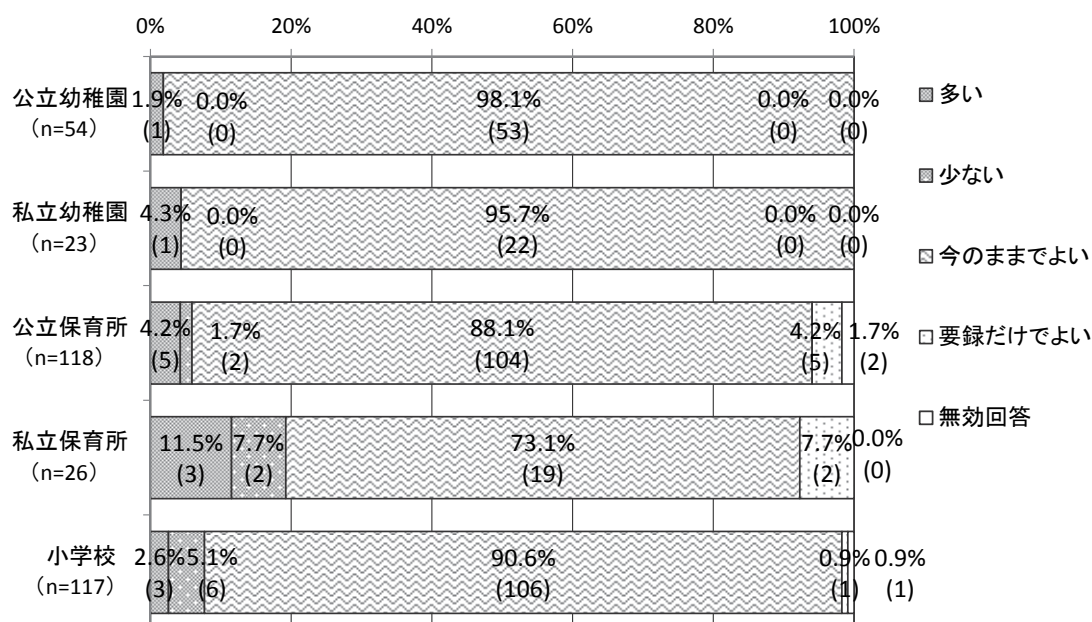 0% 20% 40% 60% 80% 100%
公立幼稚園
(n=54)
1.9% 0.0% 98.1% 0.0% 0.0%
(1) (0) (53) (0) (0)
私立幼稚園
(n=23)
4.3% 0.0% 95.7% 0.0% 0.0%
(1) (0) (22) (0) (0)
公立保育所
(n=118)
4.2% 1.7% 88.1% 4.2% 1.7%
(5) (2) (104) (5) (2)
私立保育所
(n=26)
11.5% 7.7% 73.1% 7.7% 0.0%
(3) (2) (19) (2) (0)
小学校
(n=117)
2.6% 5.1% 90.6% 0.9% 0.9%
(3) (6) (106) (1) (1)
多い
少ない
今のままでよい
要録だけでよい
無効回答